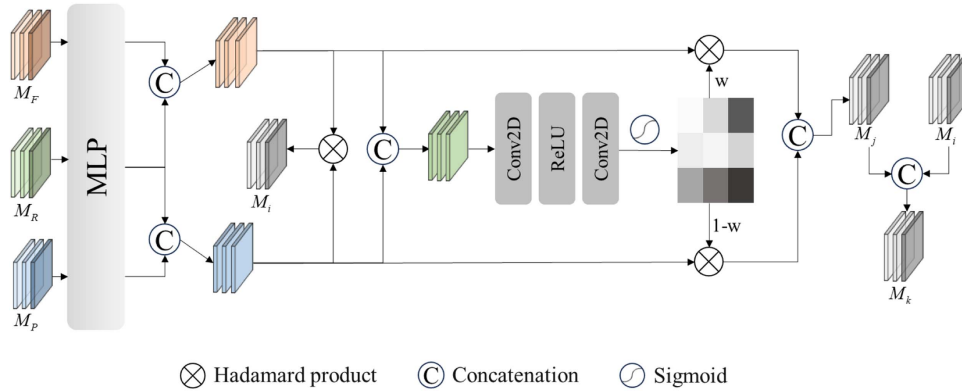 M_F
M_R
M_P
MLP
C
C
M_i
C
Conv2D
ReLU
Conv2D
w
1-w
C
M_j
M_i
C
M_k
Hadamard product
C Concatenation
Sigmoid